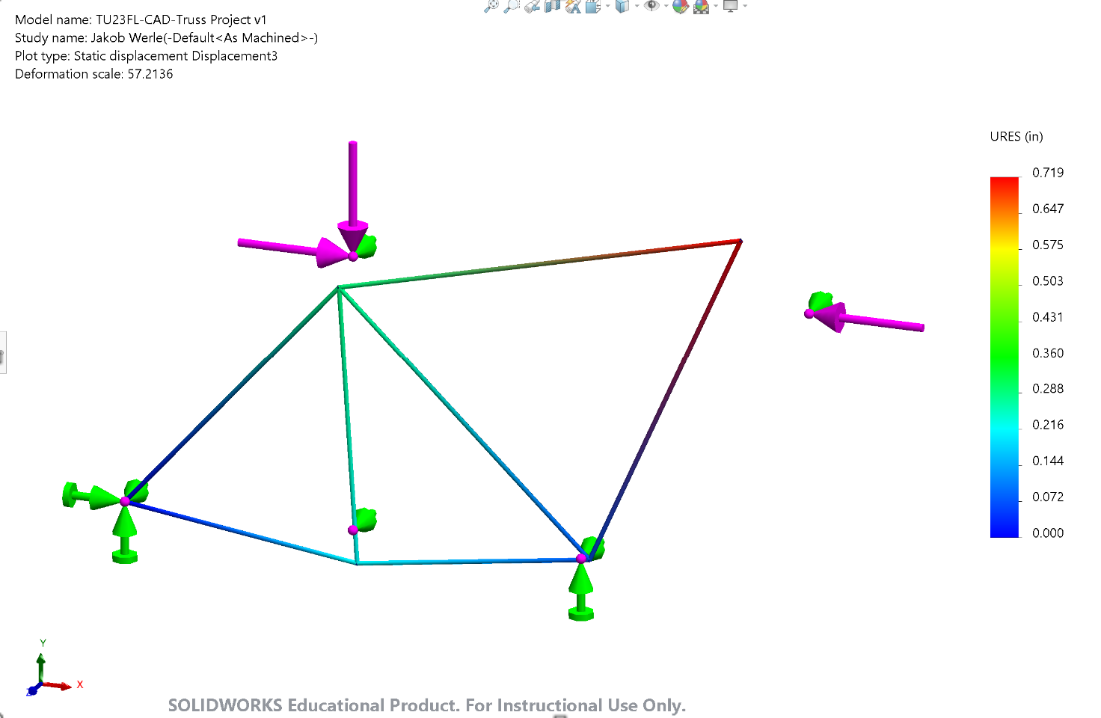 Model name: TU23FL-CAD-Truss Project v1
Study name: Jakob Werle(-Default<As Machined>-)
Plot type: Static displacement Displacement3
Deformation scale: 57.2136
URES (in)
0.719
0.647
0.575
0.503
0.431
0.360
0.288
0.216
0.144
0.072
0.000
Y
X
Z
SOLIDWORKS Educational Product. For Instructional Use Only.